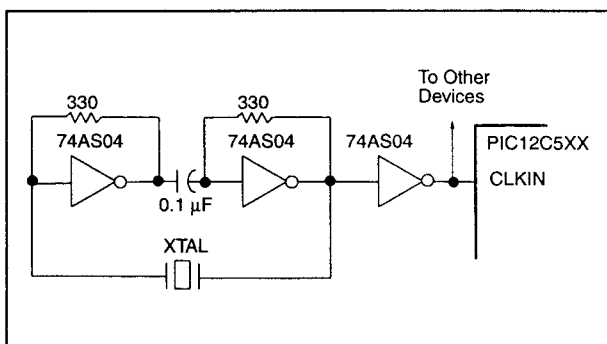 To Other
Devices
330
330
74AS04
74AS04
74AS04
PIC12C5XX
CLKIN
0.1 µF
XTAL